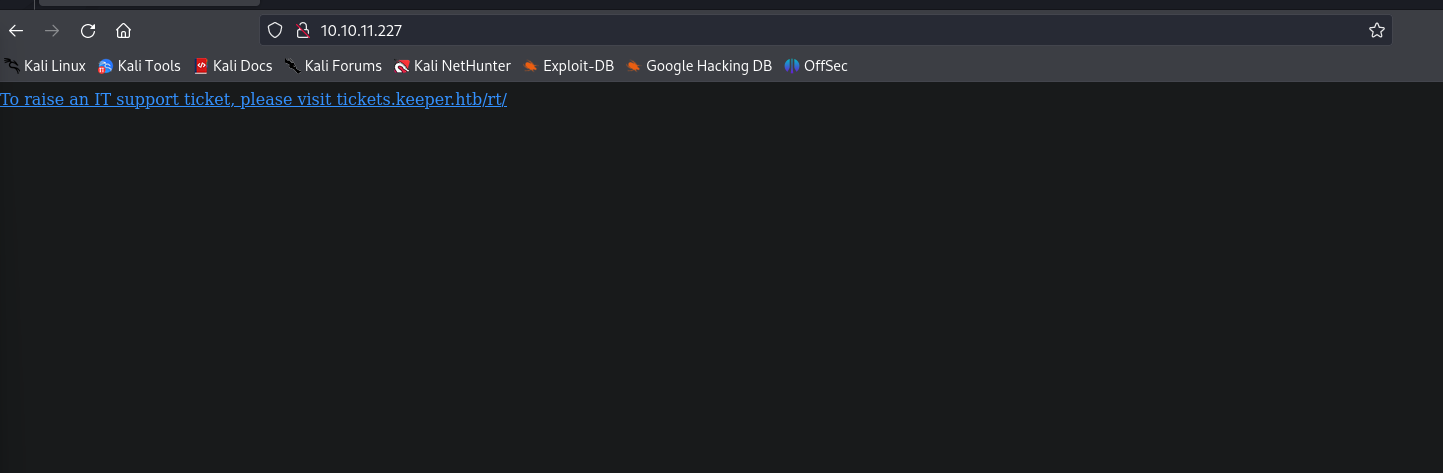 10.10.11.227
Kali Linux Kali Tools Kali Docs Kali Forums Kali NetHunter Exploit-DB Google Hacking DB OffSec
To raise an IT support ticket, please visit tickets.keeper.htb/rt/